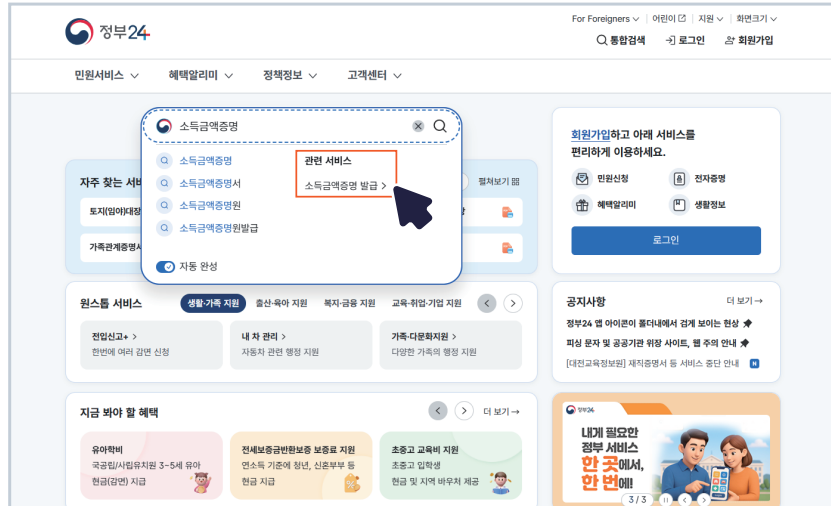 정부24
For Foreigners
어린이
지원
화면크기
통합검색
로그인
회원가입
민원서비스
혜택알리미
정책정보
고객센터
소득금액증명
소득금액증명
소득금액증명서
소득금액증명원
소득금액증명원발급
자동 완성
관련 서비스
소득금액증명 발급 >
자주 찾는
펼쳐보기
토지(임야)대장
가족관계증명
회원가입하고 아래 서비스를
편리하게 이용하세요.
민원신청
전자증명
혜택알리미
생활정보
로그인
원스톱 서비스
생활·가족 지원
출산·육아 지원
복지·금융 지원
교육·취업·기업 지원
전입신고+ >
한번에 여러 감면 신청
내 차 관리 >
자동차 관련 행정 지원
가족·다문화지원 >
다양한 가족의 행정 지원
공지사항
더 보기→
정부24 앱 아이콘이 폴더내에서 검게 보이는 현상
피싱 문자 및 공공기관 위장 사이트, 웹 주의 안내
[대전교육정보원] 재직증명서 등 서비스 중단 안내 N
지금 봐야 할 혜택
더 보기→
유아학비
국공립/사립유치원 3~5세 유아
현금(감면) 지급
전세보증금반환보증 보증료 지원
연소득 기준에 청년, 신혼부부 등
현금 지급
초중고 교육비 지원
초중고 입학생
현금 및 지역 바우처 제공
정부24
내게 필요한
정부 서비스
한 곳에서,
한 번에!
3/3